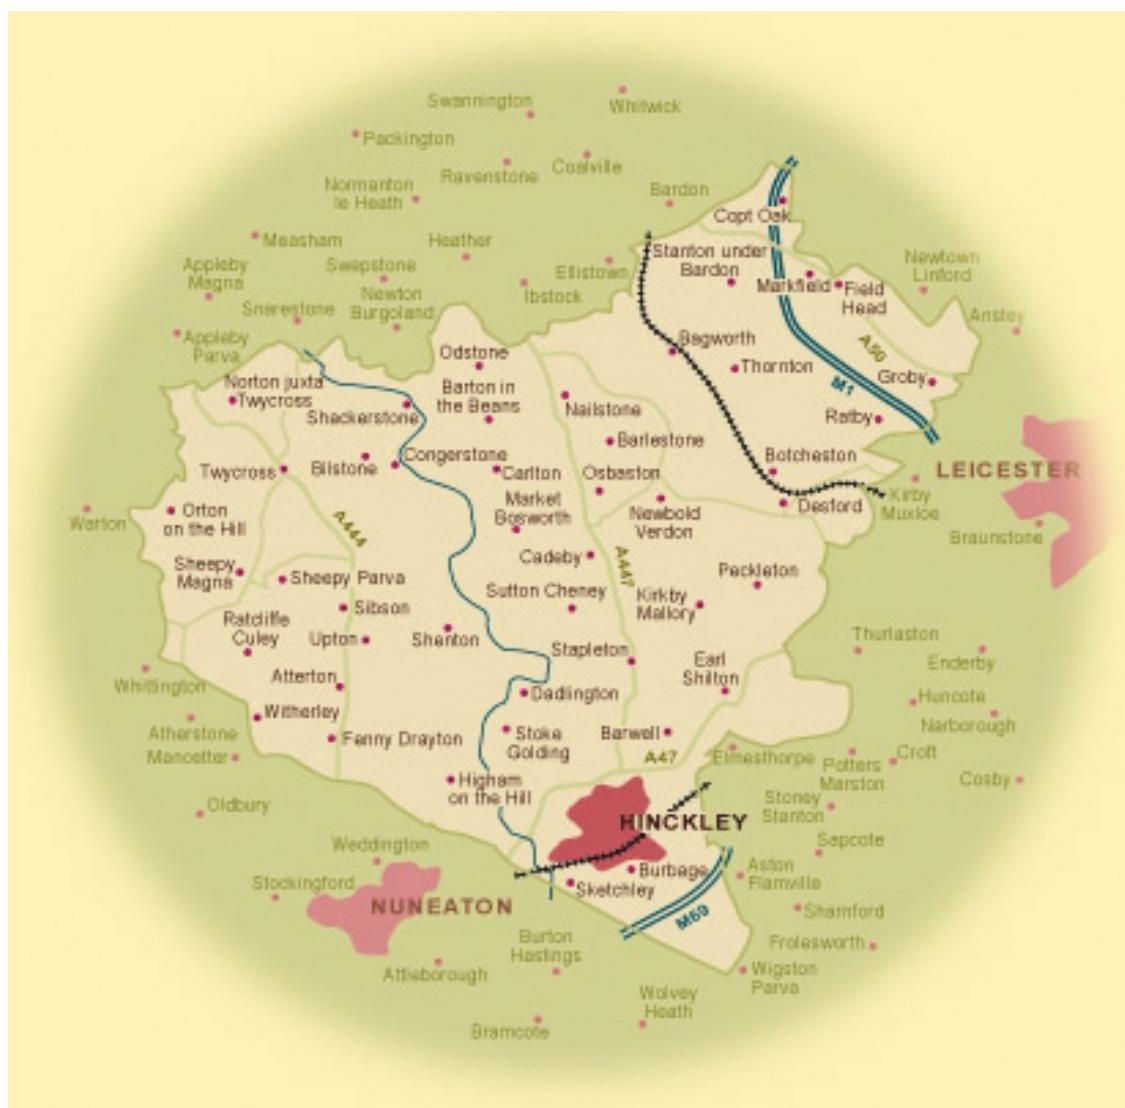 Swannington
Whitwick
Packington
Ravenstone
Coalville
Normanton
le Heath
Bardon
Copt Oak
Measham
Heather
Stanton under
Bardon
Appleby
Magna
Swepstone
Ellistown
Newtown
Linford
Markfield
Field
Head
Newton
Burgoland
Ibstock
Snarestone
Anstey
Appleby
Parva
Bagworth
A50
Odstone
Thornton
M1
Groby
Norton juxta
Twycross
Barton in
the Beans
Shackerstone
Nailstone
Ratby
Barlestone
Congerstone
Botcheston
Twycross
Bilstone
Carlton
Osbaston
LEICESTER
Market
Bosworth
Kirby
Muxloe
Orton
on the Hill
Warton
A444
Newbold
Verdon
Desford
Braunstone
Cadeby
A447
Sheepy
Magna
Sheepy Parva
Peckleton
Sutton Cheney
Kirkby
Mallory
Sibson
Ratcliffe
Culey
Upton
Shenton
Thurlaston
Stapleton
Earl
Shilton
Enderby
Whittington
Atterton
Dadlington
Huncote
Witherley
Narborough
Atherstone
Fenny Drayton
Stoke
Golding
Barwell
Mancetter
A47
Elmesthorpe
Croft
Potters
Marston
Cosby
Higham
on the Hill
Oldbury
Stoney
Stanton
HINCKLEY
Weddington
Sapcote
Burbage
Aston
Flamville
Stockingford
Sketchley
NUNEATON
M69
Sharnford
Burton
Hastings
Frolesworth
Attleborough
Wigston
Parva
Wolvey
Heath
Bramcote